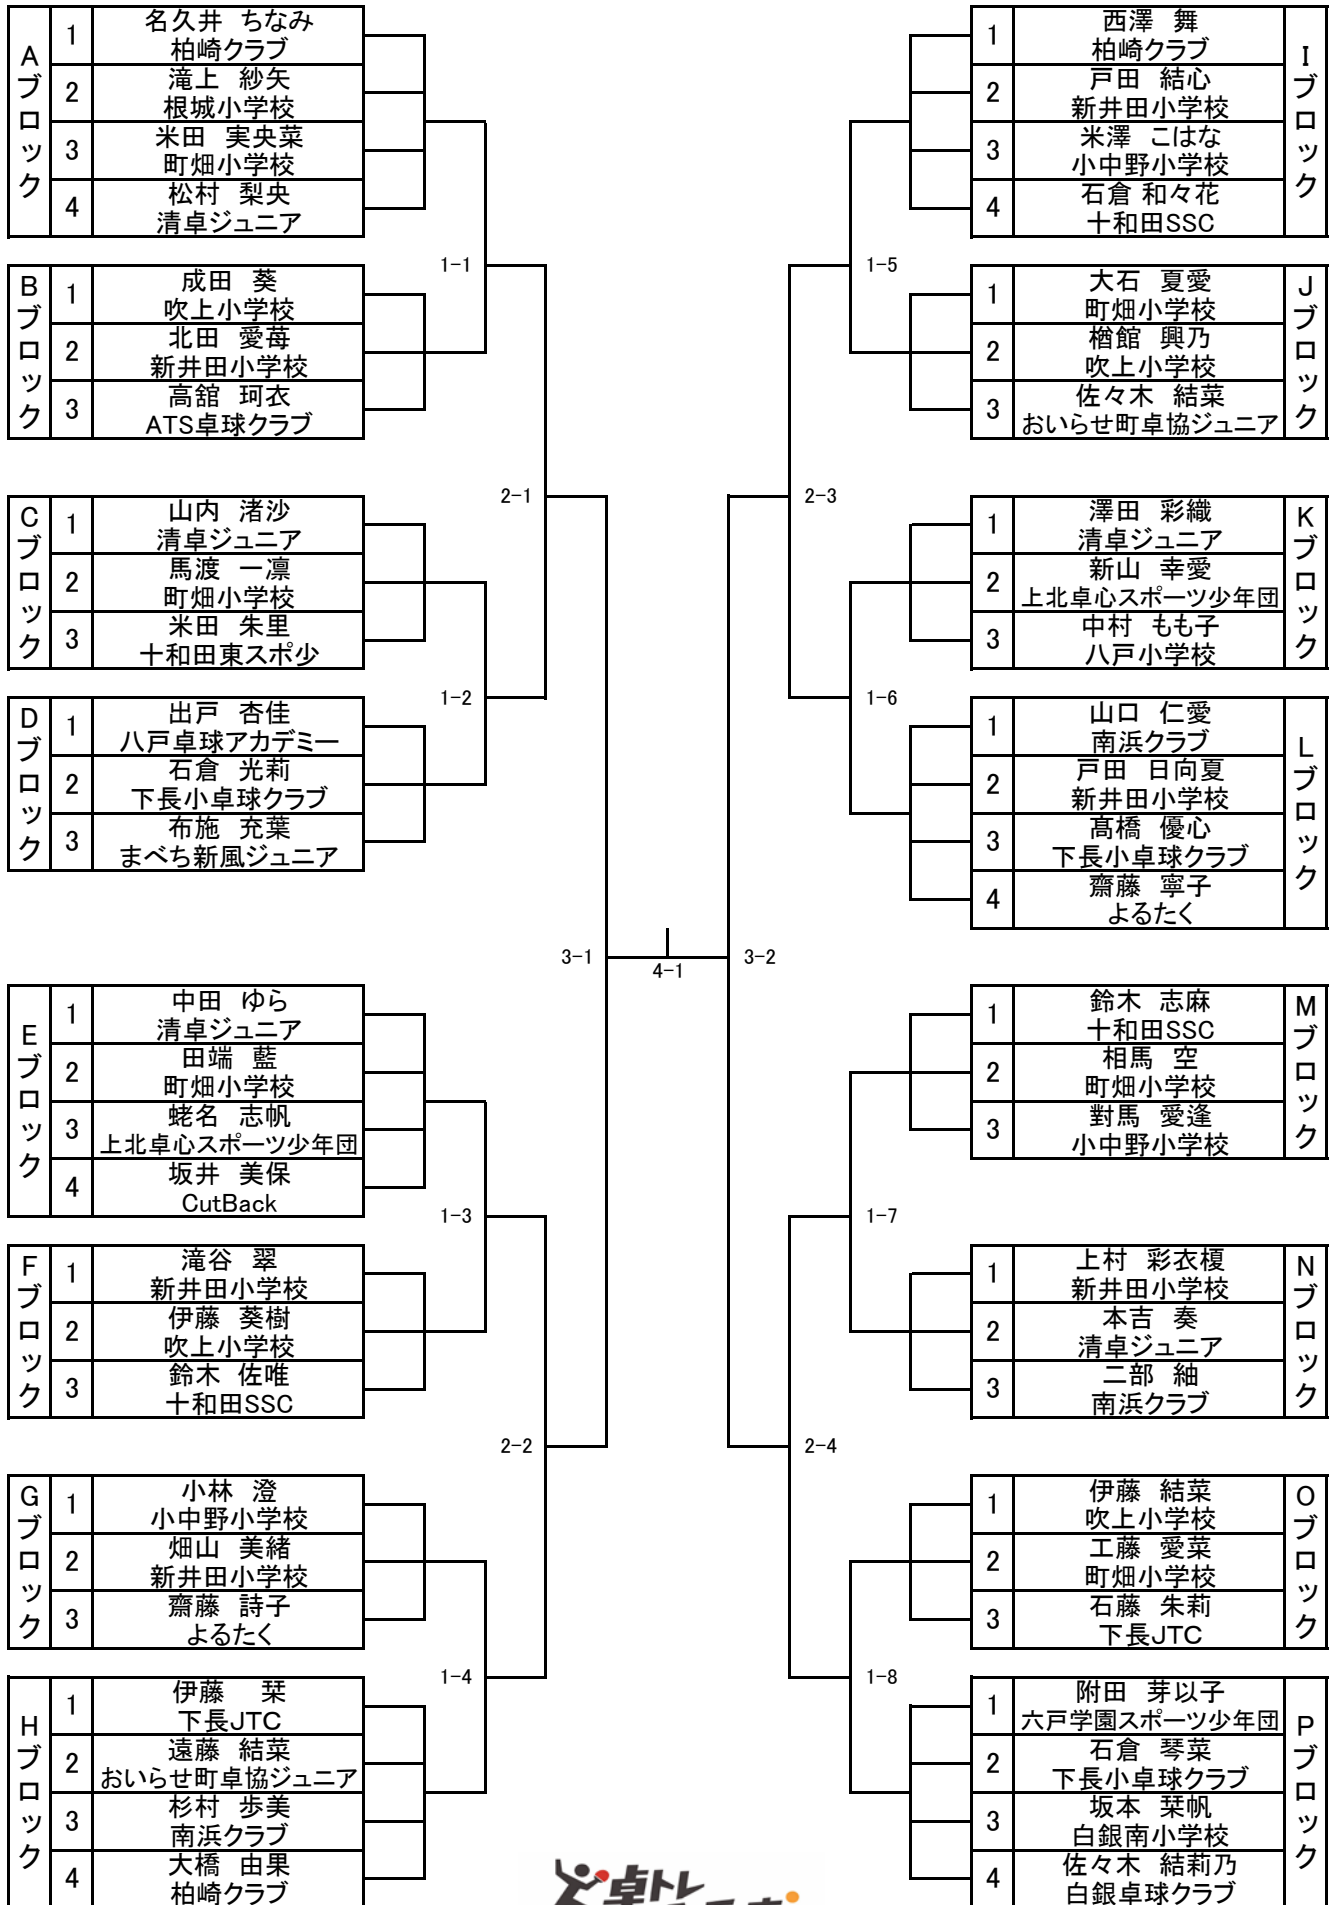 Aブロック
1
名久井 ちなみ
柏崎クラブ
2
滝上 紗矢
根城小学校
3
米田 実央菜
町畑小学校
4
松村 梨央
清卓ジュニア
Bブロック
1
成田 葵
吹上小学校
2
北田 愛苺
新井田小学校
3
高舘 珂衣
ATS卓球クラブ
Cブロック
1
山内 渚沙
清卓ジュニア
2
馬渡 一凛
町畑小学校
3
米田 朱里
十和田東スポ少
Dブロック
1
出戸 杏佳
八戸卓球アカデミー
2
石倉 光莉
下長小卓球クラブ
3
布施 充葉
まべち新風ジュニア
Eブロック
1
中田 ゆら
清卓ジュニア
2
田端 藍
町畑小学校
3
蛯名 志帆
上北卓心スポーツ少年団
4
坂井 美保
CutBack
Fブロック
1
滝谷 翠
新井田小学校
2
伊藤 葵樹
吹上小学校
3
鈴木 佐唯
十和田SSC
Gブロック
1
小林 澄
小中野小学校
2
畑山 美緒
新井田小学校
3
齋藤 詩子
よるたく
Hブロック
1
伊藤 栞
下長JTC
2
遠藤 結菜
おいらせ町卓協ジュニア
3
杉村 歩美
南浜クラブ
4
大橋 由果
柏崎クラブ
1-1
1-2
1-3
1-4
2-1
2-2
3-1
4-1
3-2
2-3
2-4
1-5
1-6
1-7
1-8
Iブロック
1
西澤 舞
柏崎クラブ
2
戸田 結心
新井田小学校
3
米澤 こはな
小中野小学校
4
石倉 和々花
十和田SSC
Jブロック
1
大石 夏愛
町畑小学校
2
楢館 興乃
吹上小学校
3
佐々木 結菜
おいらせ町卓協ジュニア
Kブロック
1
澤田 彩織
清卓ジュニア
2
新山 幸愛
上北卓心スポーツ少年団
3
中村 もも子
八戸小学校
Lブロック
1
山口 仁愛
南浜クラブ
2
戸田 日向夏
新井田小学校
3
髙橋 優心
下長小卓球クラブ
4
齋藤 寧子
よるたく
Mブロック
1
鈴木 志麻
十和田SSC
2
相馬 空
町畑小学校
3
對馬 愛逢
小中野小学校
Nブロック
1
上村 彩衣榎
新井田小学校
2
本吉 奏
清卓ジュニア
3
二部 紬
南浜クラブ
Oブロック
1
伊藤 結菜
吹上小学校
2
工藤 愛菜
町畑小学校
3
石藤 朱莉
下長JTC
Pブロック
1
附田 芽以子
六戸学園スポーツ少年団
2
石倉 琴菜
下長小卓球クラブ
3
坂本 栞帆
白銀南小学校
4
佐々木 結莉乃
白銀卓球クラブ
卓トレ